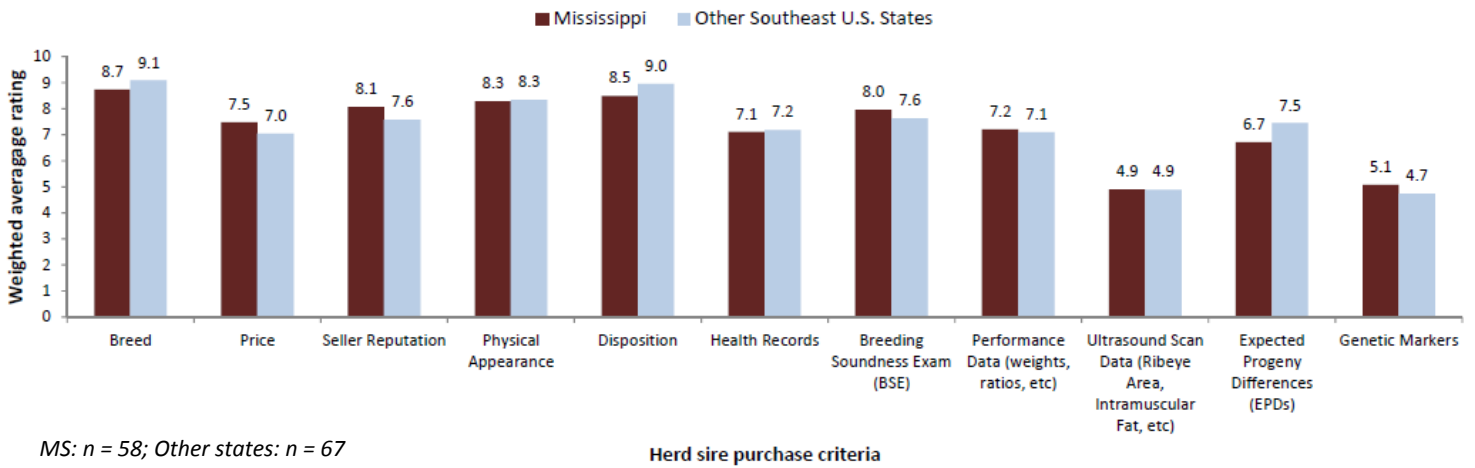 Mississippi Other Southeast U.S. States
Weighted averagage rating
10
9
8
7
6
5
4
3
2
1
0
8.7 9.1
7.5 7.0
8.1 7.6
8.3 8.3
8.5 9.0
7.1 7.2
8.0 7.6
7.2 7.1
4.9 4.9
6.7 7.5
5.1 4.7
Breed
Price
Seller Reputation
Physical
Appearance
Disposition
Health Records
Breeding
Soundness Exam
(BSE)
Performance
Data (weights,
ratios, etc)
Ultrasound Scan
Data (Ribeye
Area,
Intramuscular
Fat, etc)
Expected
Progeny
Differences
(EPDs)
Genetic Markers
MS: n = 58; Other states: n = 67
Herd sire purchase criteria